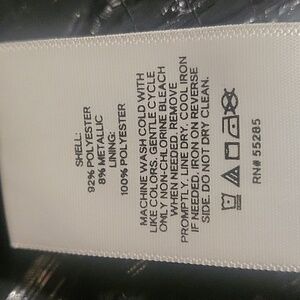 SHELL:
92% POLYESTER
8% METALLIC
LINING:
100% POLYESTER
MACHINE WASH COLD WITH
LIKE COLOURS. GENTLE CYCLE
ONLY NON-CHLORINE BLEACH
WHEN NEEDED. REMOVE
PROMPTLY. LINE DRY. COOL IRON
IF NEEDED. IRON ON REVERSE
SIDE. DO NOT DRY CLEAN.
RN# 55285